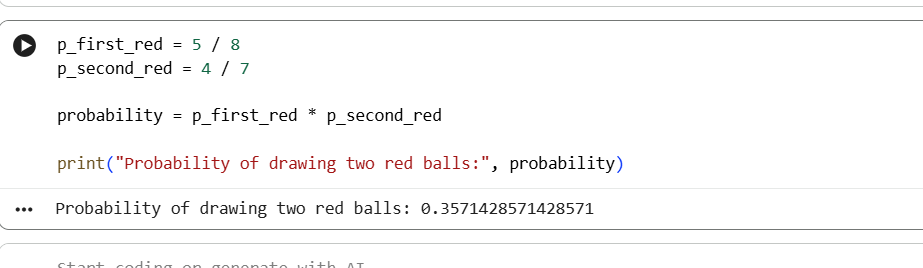 p_first_red = 5 / 8
p_second_red = 4 / 7
probability = p_first_red * p_second_red
print("Probability of drawing two red balls:", probability)
Probability of drawing two red balls: 0.3571428571428571
Start coding or generate with AI